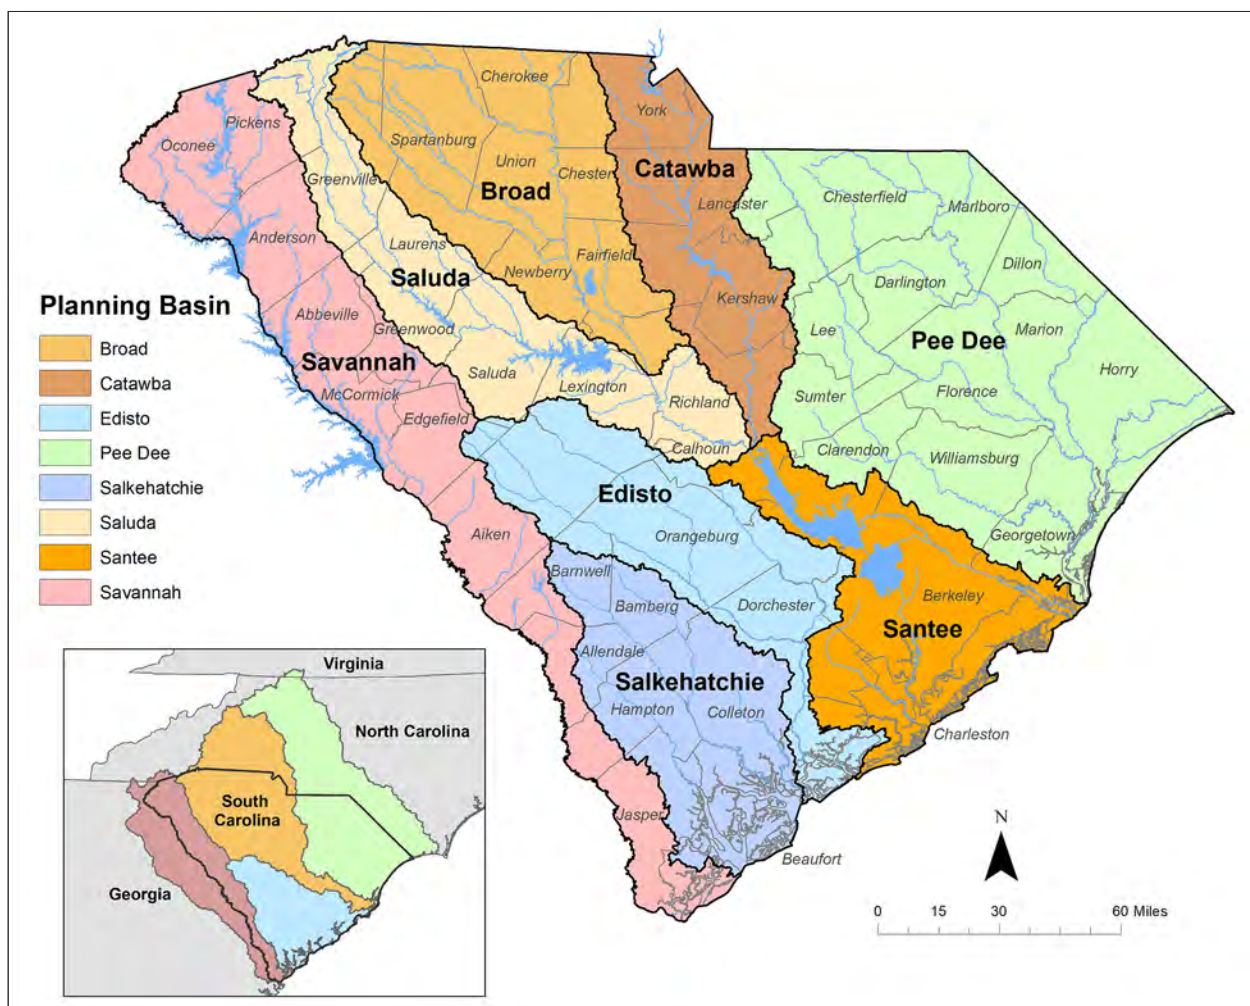 Cherokee
York
Pickens
Oconee
Spartanburg
Union
Chester
Catawba
Broad
Greenville
Lancaster
Chesterfield
Marlboro
Anderson
Laurens
Saluda
Newberry
Fairfield
Kershaw
Dillon
Darlington
Planning Basin
Abbeville
Greenwood
Savannah
Lee
Marion
Pee Dee
Horry
Broad
Catawba
Edisto
Pee Dee
Salkehatchie
Saluda
Santee
Savannah
McCormick
Saluda
Lexington
Edgefield
Richland
Sumter
Florence
Calhoun
Clarendon
Williamsburg
Edisto
Aiken
Orangeburg
Georgetown
Barnwell
Bamberg
Dorchester
Berkeley
Santee
Allendale
Salkehatchie
Hampton
Colleton
Charleston
Jasper
Beaufort
Virginia
North Carolina
South
Carolina
Georgia
N
0 15 30 60 Miles